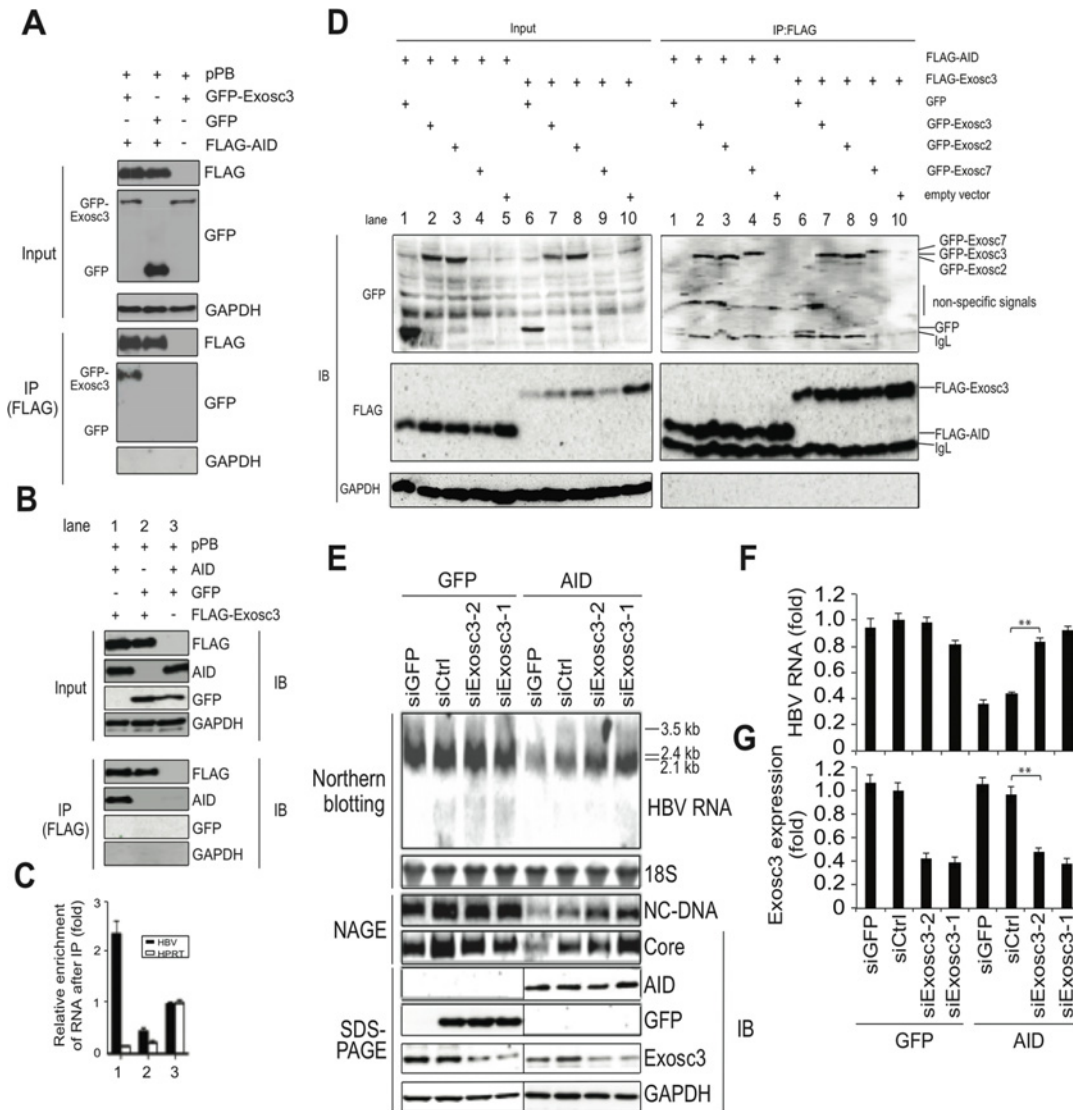 A
+ + + pPB
+ - + GFP-Exosc3
- + - GFP
+ + - FLAG-AID
Input
FLAG
GFP-Exosc3
GFP
GFP
GAPDH
IP (FLAG)
FLAG
GFP-Exosc3
GFP
GFP
GAPDH
B
lane 1 2 3
+ + + pPB
+ - + AID
- + + GFP
+ + - FLAG-Exosc3
Input
FLAG
AID
GFP
GAPDH
IB
IP (FLAG)
FLAG
AID
GFP
GAPDH
IB
C
Relative enrichment of RNA after IP (fold)
3
2
1
0
HBV
HPRT
1 2 3
D
Input
IP:FLAG
+ + + + + + + + + + FLAG-AID
+ + + + + + + + + + FLAG-Exosc3
+ + + + GFP
+ + + + GFP-Exosc3
+ + + + GFP-Exosc2
+ + + + GFP-Exosc7
+ + + + empty vector
lane
1 2 3 4 5 6 7 8 9 10
1 2 3 4 5 6 7 8 9 10
IB
GFP
GFP-Exosc7
GFP-Exosc3
GFP-Exosc2
non-specific signals
GFP
IgL
FLAG
FLAG-Exosc3
FLAG-AID
IgL
GAPDH
E
GFP AID
siGFP siCtrl siExosc3-2 siExosc3-1 siGFP siCtrl siExosc3-2 siExosc3-1
Northern blotting
3.5 kb
2.4 kb
2.1 kb
HBV RNA
18S
NAGE
NC-DNA
Core
SDS-PAGE
AID
GFP
Exosc3
GAPDH
IB
F
HBV RNA (fold)
1.2
1.0
0.8
0.6
0.4
0.2
0
**
G
Exosc3 expression (fold)
1.2
1.0
0.8
0.6
0.4
0.2
0
**
siGFP siCtrl siExosc3-2 siExosc3-1 siGFP siCtrl siExosc3-2 siExosc3-1
GFP AID